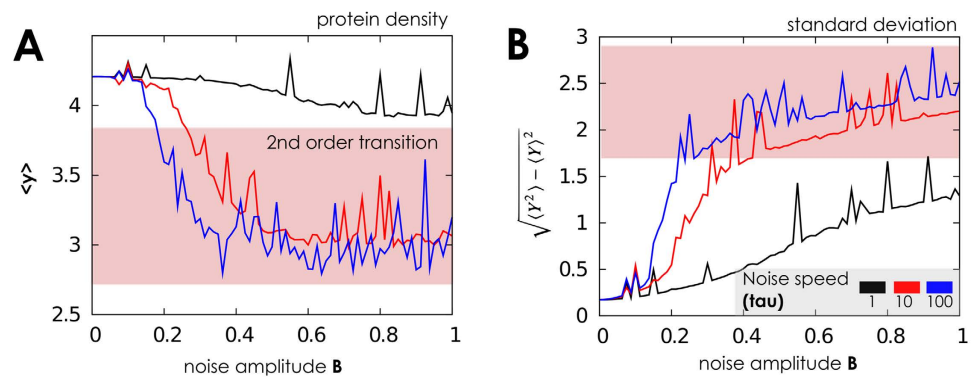 A
protein density
4
3.5
3
2.5
<y>
2nd order transition
0 0.2 0.4 0.6 0.8 1
noise amplitude B
B
standard deviation
3
2.5
2
1.5
1
0.5
0
√⟨Y²⟩ − ⟨Y⟩²
Noise speed
(tau)
1 10 100
0 0.2 0.4 0.6 0.8 1
noise amplitude B